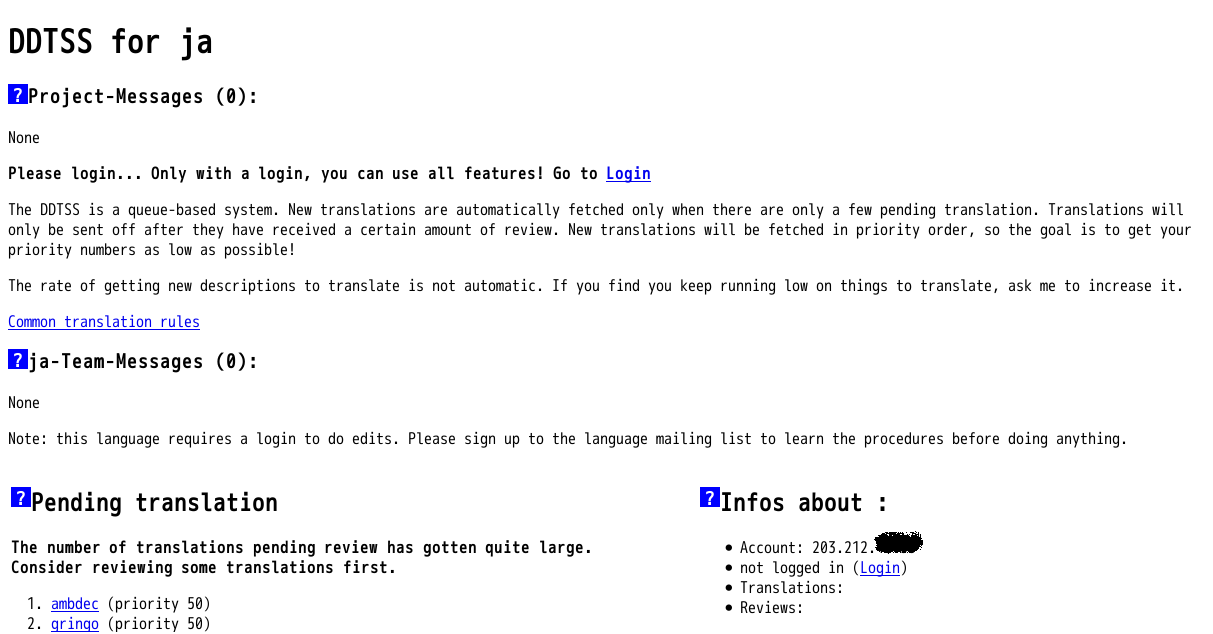 DDTSS for ja
?Project-Messages (0):
None
Please login... Only with a login, you can use all features! Go to Login
The DDTSS is a queue-based system. New translations are automatically fetched only when there are only a few pending translation. Translations will
only be sent off after they have received a certain amount of review. New translations will be fetched in priority order, so the goal is to get your
priority numbers as low as possible!
The rate of getting new descriptions to translate is not automatic. If you find you keep running low on things to translate, ask me to increase it.
Common translation rules
?ja-Team-Messages (0):
None
Note: this language requires a login to do edits. Please sign up to the language mailing list to learn the procedures before doing anything.
?Pending translation
The number of translations pending review has gotten quite large.
Consider reviewing some translations first.
1. ambdec (priority 50)
2. gringo (priority 50)
?Infos about :
• Account: 203.212.
• not logged in (Login)
• Translations:
• Reviews: